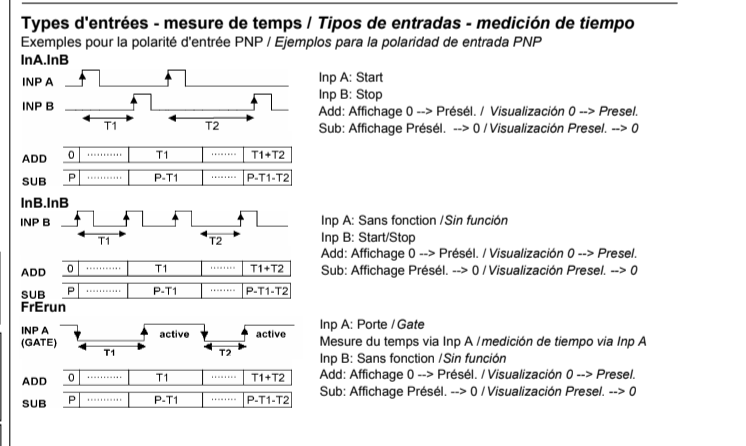 Types d'entrées - mesure de temps / Tipos de entradas - medición de tiempo
Exemples pour la polarité d'entrée PNP / Ejemplos para la polaridad de entrada PNP
InA.InB
INP A
INP B
T1 T2
ADD 0 ........... T1 ........ T1+T2
SUB P ........... P-T1 ........ P-T1-T2
Inp A: Start
Inp B: Stop
Add: Affichage 0 --> Présél. / Visualización 0 --> Presel.
Sub: Affichage Présél. --> 0 / Visualización Presel. --> 0
InB.InB
INP B
T1 T2
ADD 0 ........... T1 ........ T1+T2
SUB P ........... P-T1 ........ P-T1-T2
Inp A: Sans fonction / Sin función
Inp B: Start/Stop
Add: Affichage 0 --> Présél. / Visualización 0 --> Presel.
Sub: Affichage Présél. --> 0 / Visualización Presel. --> 0
FrErun
INP A
(GATE)
active active
T1 T2
ADD 0 ........... T1 ........ T1+T2
SUB P ........... P-T1 ........ P-T1-T2
Inp A: Porte / Gate
Mesure du temps via Inp A / medición de tiempo via Inp A
Inp B: Sans fonction / Sin función
Add: Affichage 0 --> Présél. / Visualización 0 --> Presel.
Sub: Affichage Présél. --> 0 / Visualización Presel. --> 0